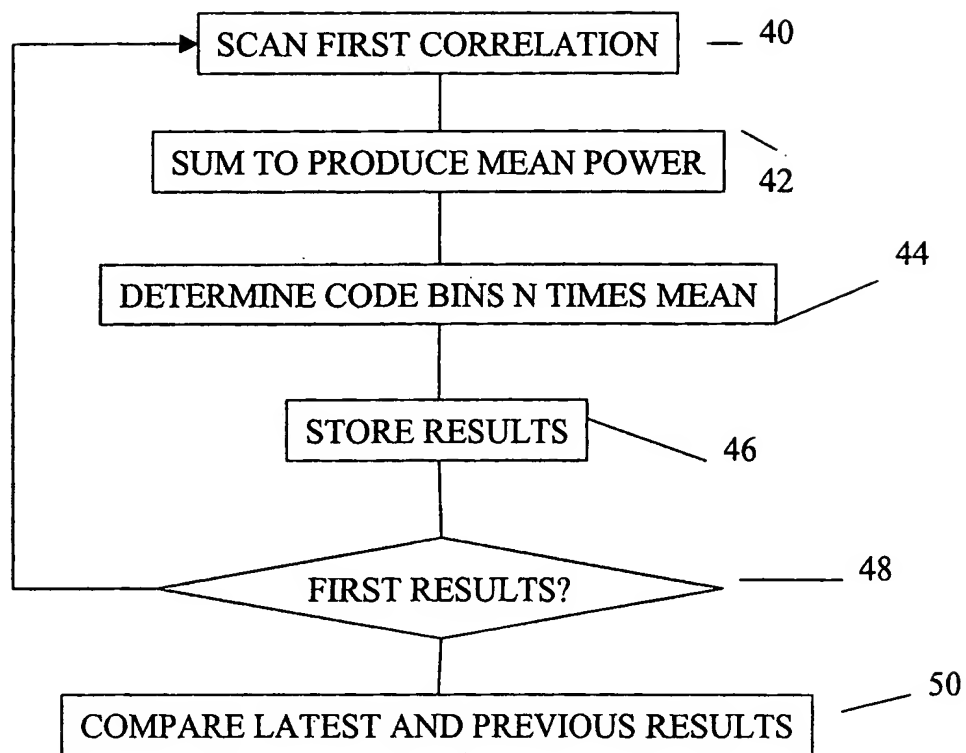 SCAN FIRST CORRELATION
40
SUM TO PRODUCE MEAN POWER
42
DETERMINE CODE BINS N TIMES MEAN
44
STORE RESULTS
46
FIRST RESULTS?
48
COMPARE LATEST AND PREVIOUS RESULTS
50